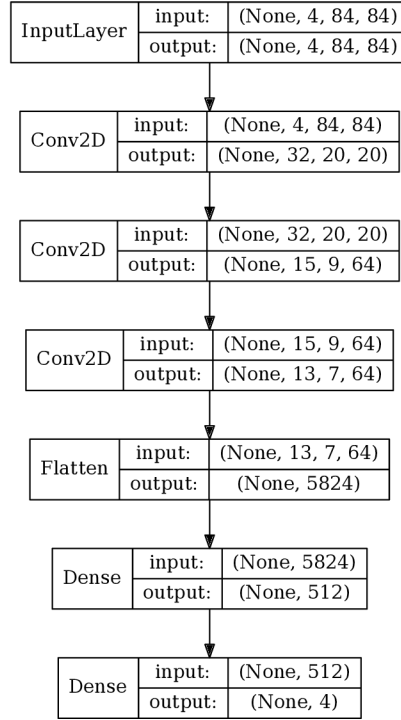 InputLayer
input: (None, 4, 84, 84)
output: (None, 4, 84, 84)
Conv2D
input: (None, 4, 84, 84)
output: (None, 32, 20, 20)
Conv2D
input: (None, 32, 20, 20)
output: (None, 15, 9, 64)
Conv2D
input: (None, 15, 9, 64)
output: (None, 13, 7, 64)
Flatten
input: (None, 13, 7, 64)
output: (None, 5824)
Dense
input: (None, 5824)
output: (None, 512)
Dense
input: (None, 512)
output: (None, 4)